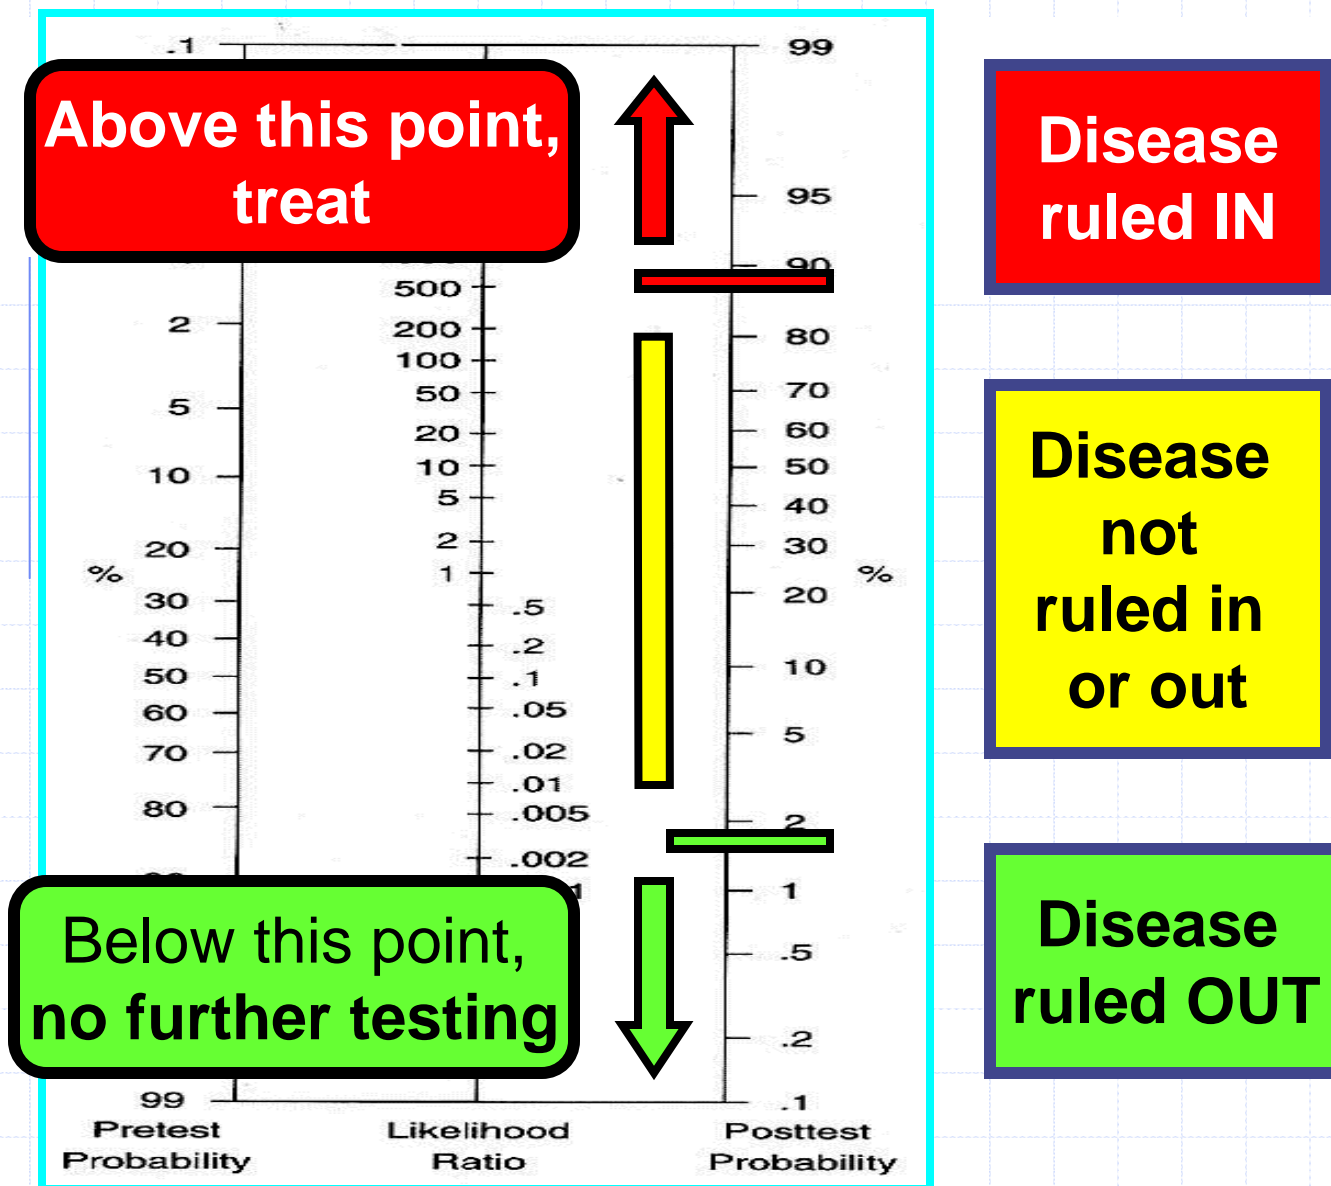 .1
99
Above this point,
treat
95
90
500
2
200
80
100
50
70
5
20
60
10
10
50
5
40
2
30
20
%
1
20
%
30
.5
40
.2
50
.1
10
60
.05
5
70
.02
.01
80
.005
2
.002
1
Below this point,
no further testing
.5
.2
99
.1
Pretest
Probability
Likelihood
Ratio
Posttest
Probability
Disease
ruled IN
Disease
not
ruled in
or out
Disease
ruled OUT